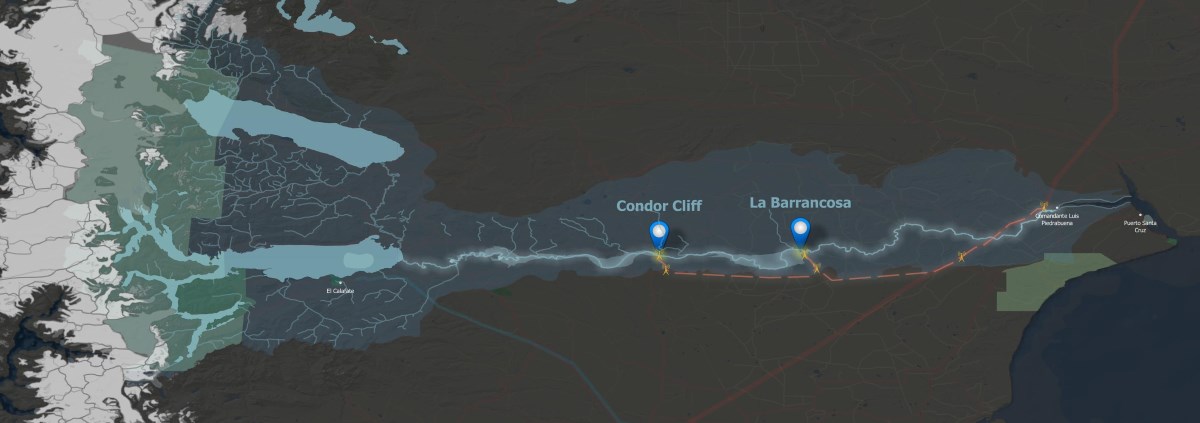 Condor Cliff
La Barrancosa
El Calafate
Comandante Luis
Piedrabuena
Puerto Santa
Cruz